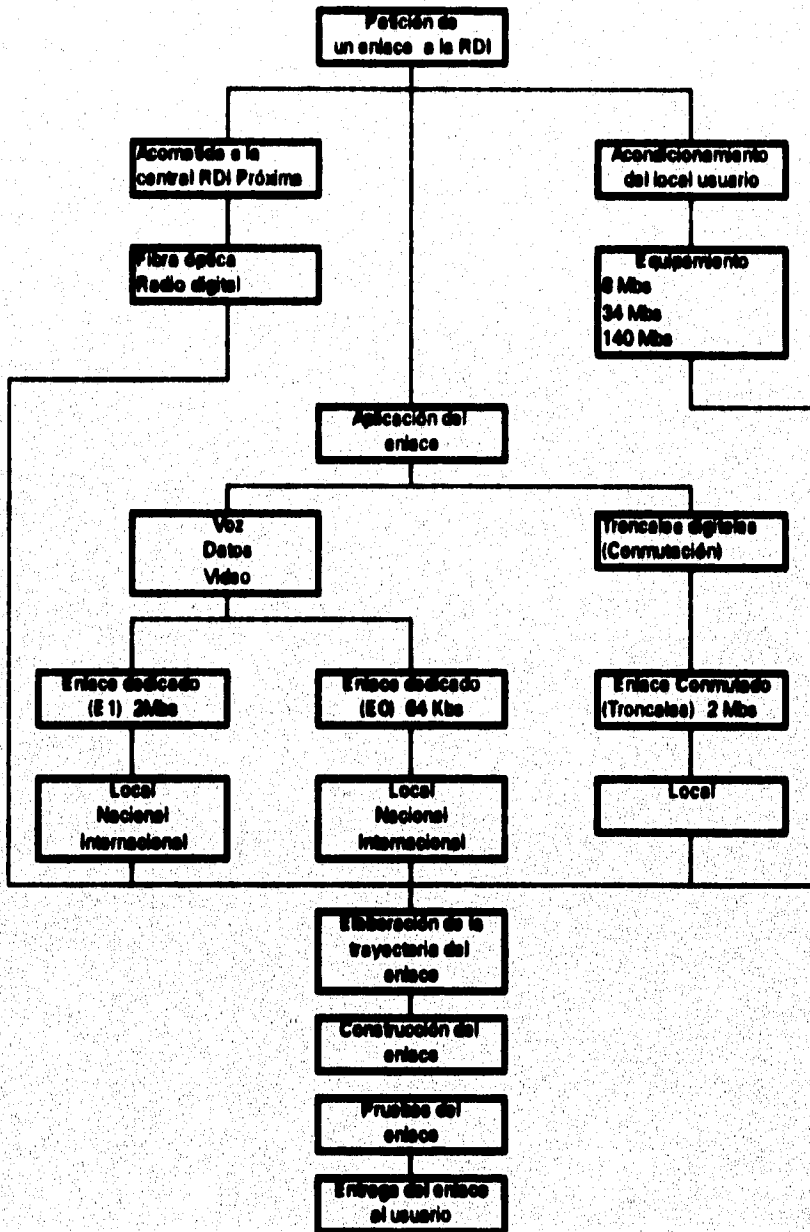 Petición de
un enlace a la RDI
Acometida a la
central RDI Próxima
Acondicionamiento
del local usuario
Fibra óptica
Radio digital
Equipamiento
8 Mbs
34 Mbs
140 Mbs
Aplicación del
enlace
Voz
Datos
Video
Troncales digitales
(Conmutación)
Enlace dedicado
(E1) 2Mbs
Enlace dedicado
(E0) 64 Kbs
Enlace Conmutado
(Troncales) 2 Mbs
Local
Nacional
Internacional
Local
Nacional
Internacional
Local
Elaboración de la
trayectoria del
enlace
Construcción del
enlace
Pruebas del
enlace
Entrega del enlace
al usuario